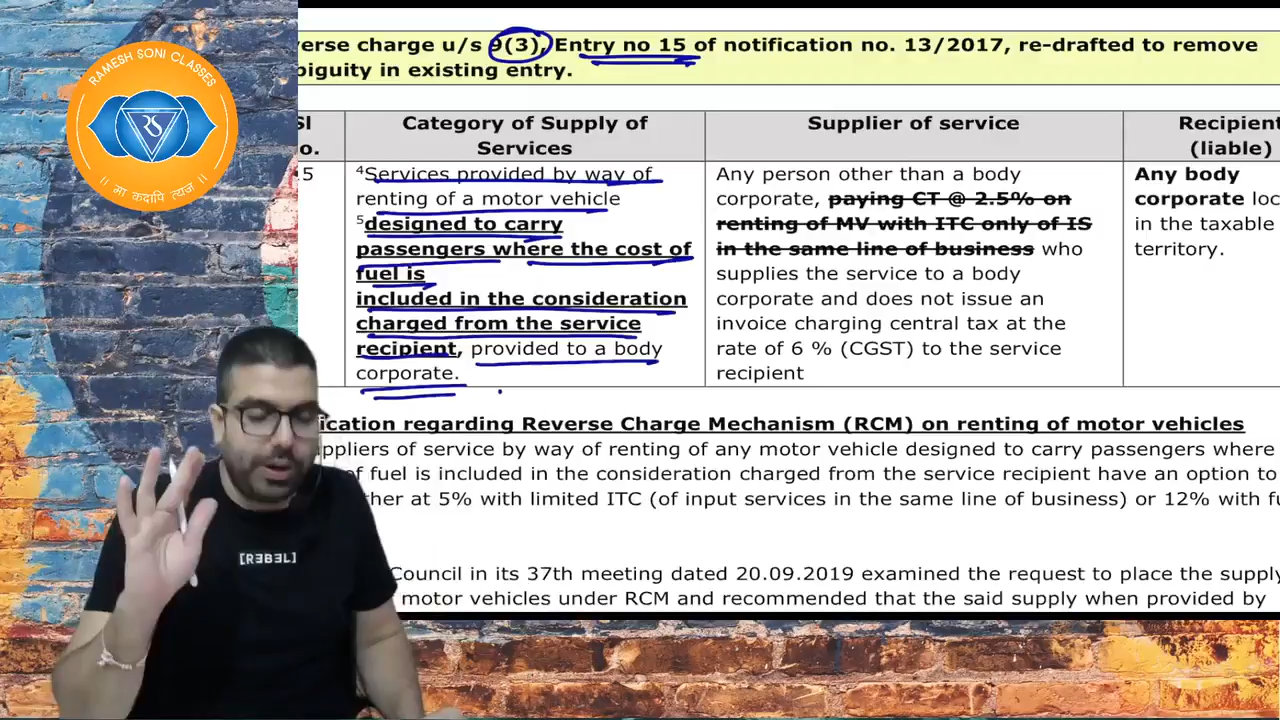 RAMESH SONI CLASSES
RS
॥ मा कदापि त्यज ॥
verse charge u/s 9(3), Entry no 15 of notification no. 13/2017, re-drafted to remove
biguity in existing entry.
Sl
o.
Category of Supply of
Services
Supplier of service
Recipient
(liable)
5
⁴Services provided by way of
renting of a motor vehicle
⁵designed to carry
passengers where the cost of
fuel is
included in the consideration
charged from the service
recipient, provided to a body
corporate.
Any person other than a body
corporate, paying CT @ 2.5% on
renting of MV with ITC only of IS
in the same line of business who
supplies the service to a body
corporate and does not issue an
invoice charging central tax at the
rate of 6 % (CGST) to the service
recipient
Any body
corporate loc
in the taxable
territory.
ication regarding Reverse Charge Mechanism (RCM) on renting of motor vehicles
ppliers of service by way of renting of any motor vehicle designed to carry passengers where
of fuel is included in the consideration charged from the service recipient have an option to
her at 5% with limited ITC (of input services in the same line of business) or 12% with fu
Council in its 37th meeting dated 20.09.2019 examined the request to place the supply
motor vehicles under RCM and recommended that the said supply when provided by
[RƎBEL]